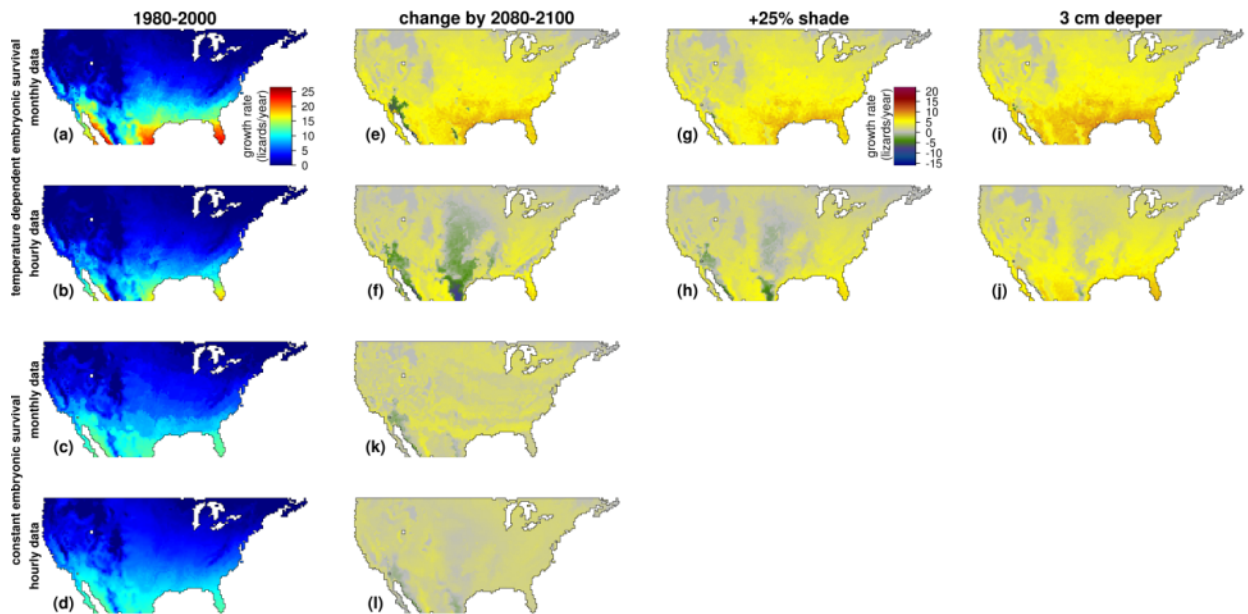 1980-2000
change by 2080-2100
+25% shade
3 cm deeper
temperature dependent embryonic survival
monthly data
(a)
25
20
15
10
5
0
growth rate
(lizards/year)
(e)
(g)
20
15
10
5
0
-5
-10
-15
growth rate
(lizards/year)
(i)
hourly data
(b)
(f)
(h)
(j)
constant embryonic survival
monthly data
(c)
(k)
hourly data
(d)
(l)